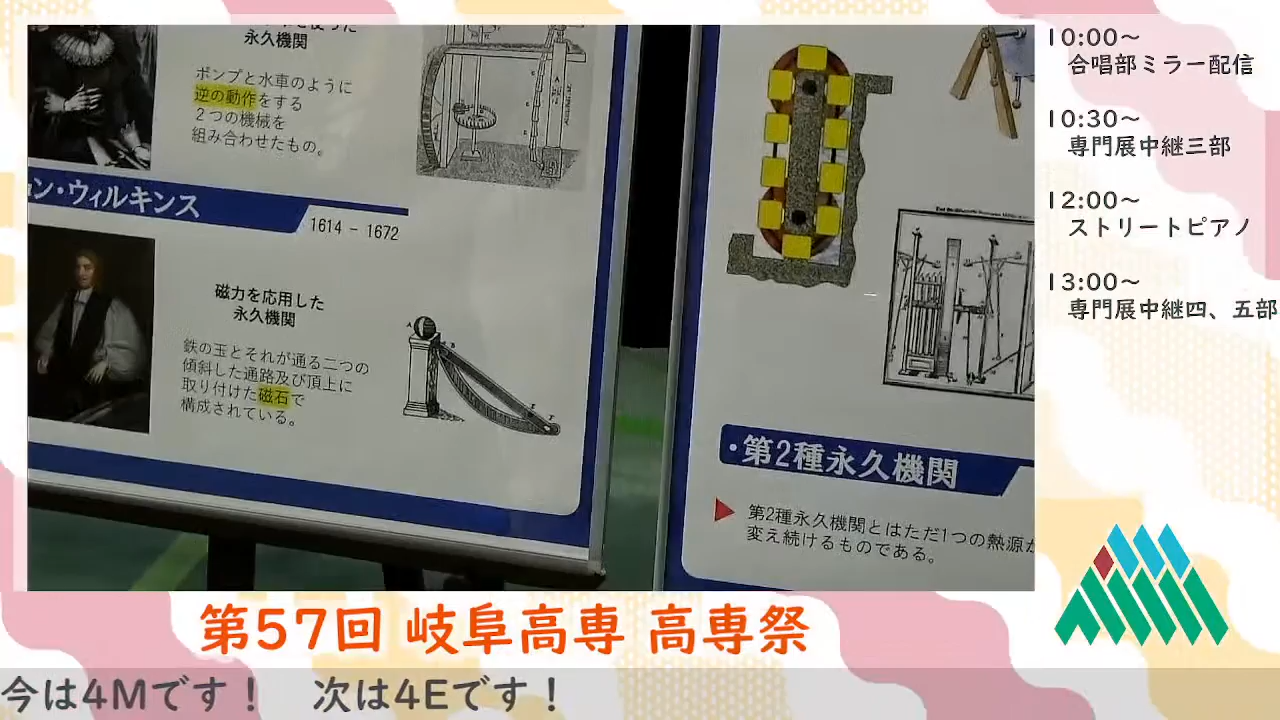 永久機関
ポンプと水車のように
逆の動作をする
２つの機械を
組み合わせたもの。
ン・ウィルキンス
1614 - 1672
磁力を応用した
永久機関
鉄の玉とそれが通る二つの
傾斜した通路及び頂上に
取り付けた磁石で
構成されている。
・第2種永久機関
第2種永久機関とはただ1つの熱源
変え続けるものである。
10:00～
合唱部ミラー配信
10:30～
専門展中継三部
12:00～
ストリートピアノ
13:00～
専門展中継四、五部
第57回 岐阜高専 高専祭
今は4Mです！ 次は4Eです！